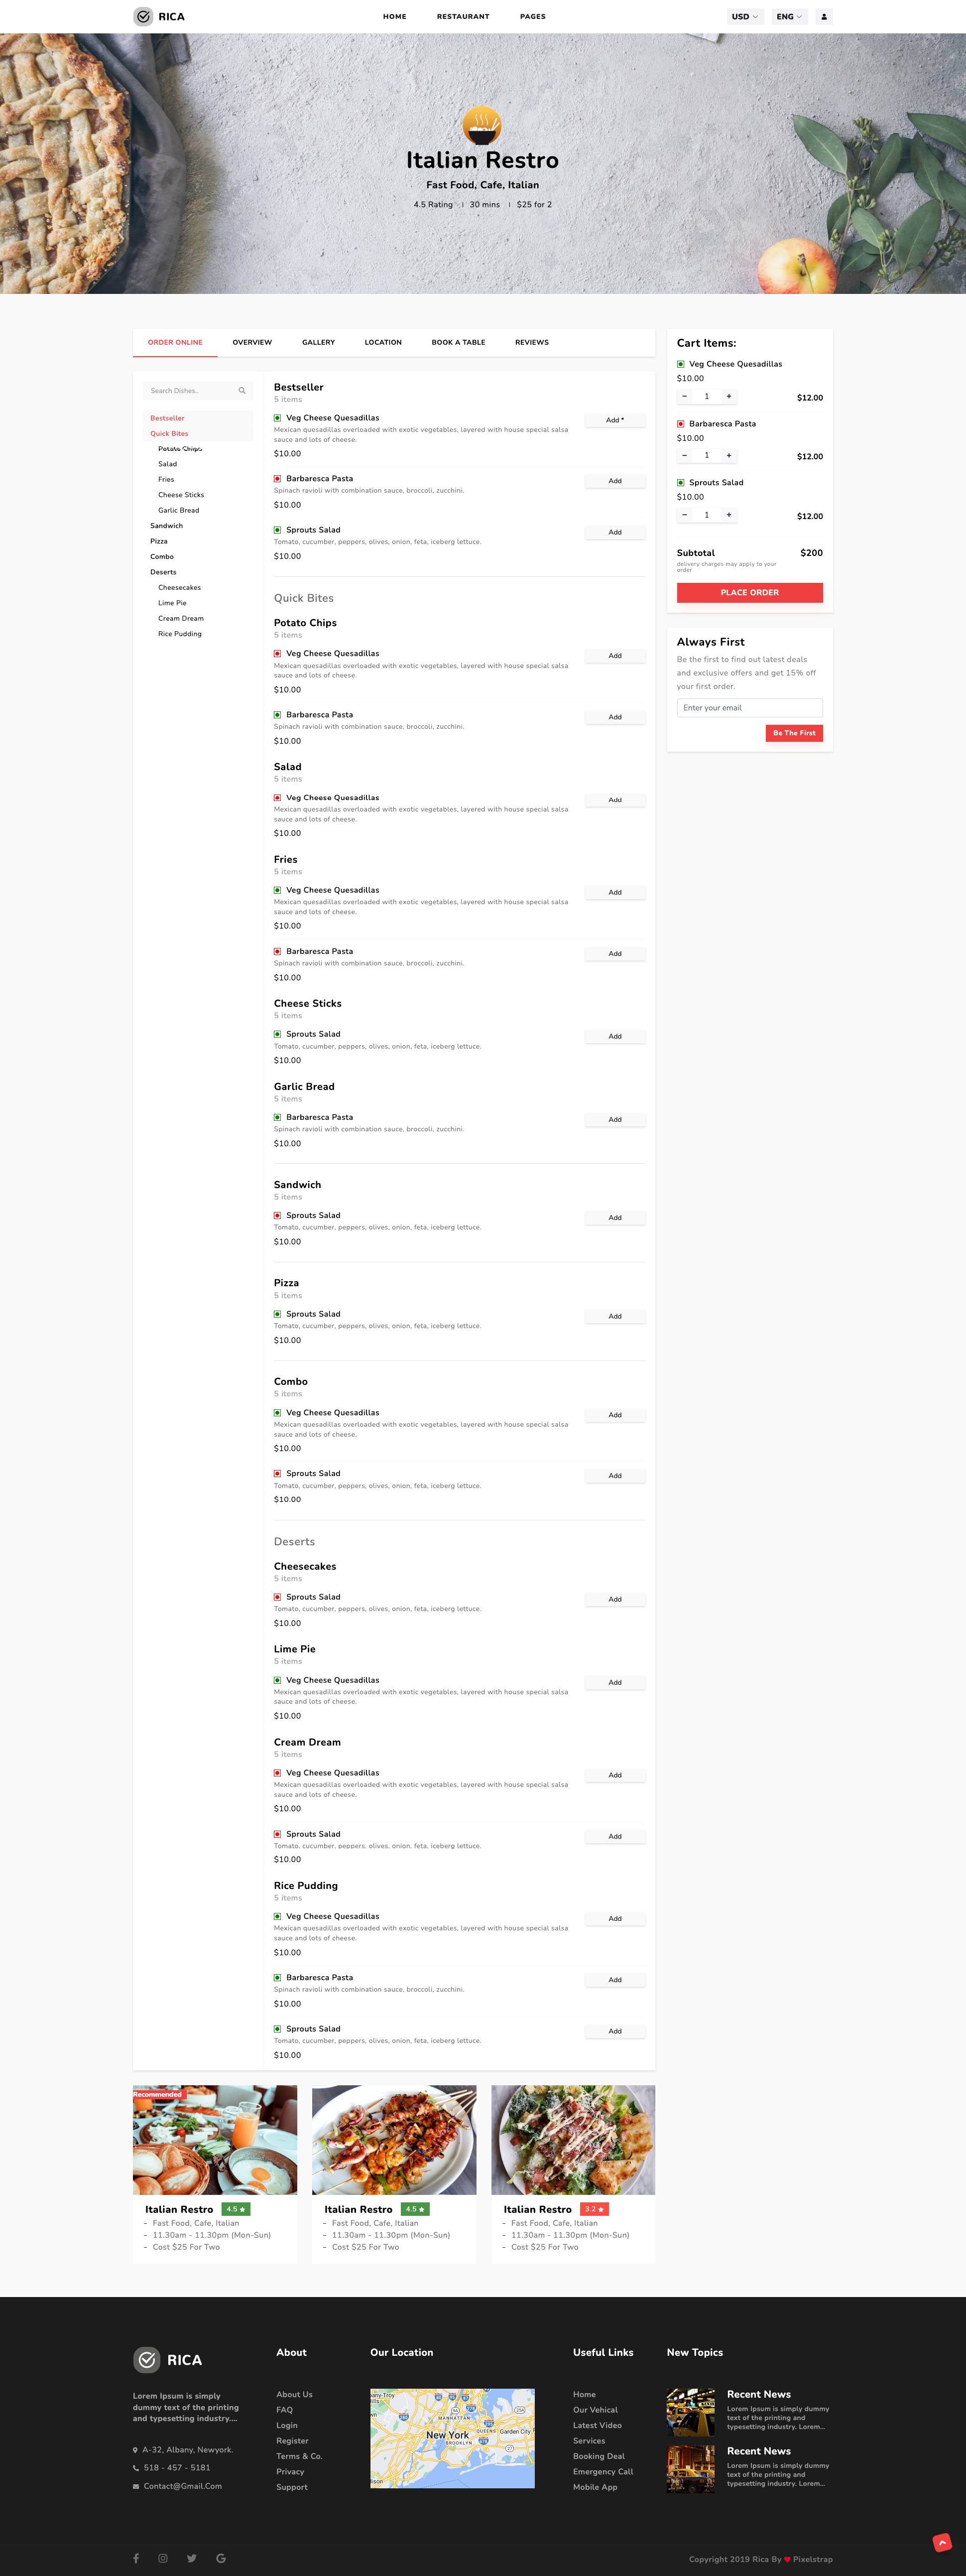 RICA
HOME RESTAURANT PAGES
USD ENG
Italian Restro
Fast Food, Cafe, Italian
4.5 Rating 30 mins $25 for 2
ORDER ONLINE OVERVIEW GALLERY LOCATION BOOK A TABLE REVIEWS
Search Dishes..
Bestseller
Quick Bites
Potato Chips
Salad
Fries
Cheese Sticks
Garlic Bread
Sandwich
Pizza
Combo
Deserts
Cheesecakes
Lime Pie
Cream Dream
Rice Pudding
Bestseller
5 items
Veg Cheese Quesadillas
Add *
Mexican quesadillas overloaded with exotic vegetables, layered with house special salsa
sauce and lots of cheese.
$10.00
Barbaresca Pasta
Add
Spinach ravioli with combination sauce, broccoli, zucchini.
$10.00
Sprouts Salad
Add
Tomato, cucumber, peppers, olives, onion, feta, iceberg lettuce.
$10.00
Quick Bites
Potato Chips
5 items
Veg Cheese Quesadillas
Add
Mexican quesadillas overloaded with exotic vegetables, layered with house special salsa
sauce and lots of cheese.
$10.00
Barbaresca Pasta
Add
Spinach ravioli with combination sauce, broccoli, zucchini.
$10.00
Salad
5 items
Veg Cheese Quesadillas
Add
Mexican quesadillas overloaded with exotic vegetables, layered with house special salsa
sauce and lots of cheese.
$10.00
Fries
5 items
Veg Cheese Quesadillas
Add
Mexican quesadillas overloaded with exotic vegetables, layered with house special salsa
sauce and lots of cheese.
$10.00
Barbaresca Pasta
Add
Spinach ravioli with combination sauce, broccoli, zucchini.
$10.00
Cheese Sticks
5 items
Sprouts Salad
Add
Tomato, cucumber, peppers, olives, onion, feta, iceberg lettuce.
$10.00
Garlic Bread
5 items
Barbaresca Pasta
Add
Spinach ravioli with combination sauce, broccoli, zucchini.
$10.00
Sandwich
5 items
Sprouts Salad
Add
Tomato, cucumber, peppers, olives, onion, feta, iceberg lettuce.
$10.00
Pizza
5 items
Sprouts Salad
Add
Tomato, cucumber, peppers, olives, onion, feta, iceberg lettuce.
$10.00
Combo
5 items
Veg Cheese Quesadillas
Add
Mexican quesadillas overloaded with exotic vegetables, layered with house special salsa
sauce and lots of cheese.
$10.00
Sprouts Salad
Add
Tomato, cucumber, peppers, olives, onion, feta, iceberg lettuce.
$10.00
Deserts
Cheesecakes
5 items
Sprouts Salad
Add
Tomato, cucumber, peppers, olives, onion, feta, iceberg lettuce.
$10.00
Lime Pie
5 items
Veg Cheese Quesadillas
Add
Mexican quesadillas overloaded with exotic vegetables, layered with house special salsa
sauce and lots of cheese.
$10.00
Cream Dream
5 items
Veg Cheese Quesadillas
Add
Mexican quesadillas overloaded with exotic vegetables, layered with house special salsa
sauce and lots of cheese.
$10.00
Sprouts Salad
Add
Tomato, cucumber, peppers, olives, onion, feta, iceberg lettuce.
$10.00
Rice Pudding
5 items
Veg Cheese Quesadillas
Add
Mexican quesadillas overloaded with exotic vegetables, layered with house special salsa
sauce and lots of cheese.
$10.00
Barbaresca Pasta
Add
Spinach ravioli with combination sauce, broccoli, zucchini.
$10.00
Sprouts Salad
Add
Tomato, cucumber, peppers, olives, onion, feta, iceberg lettuce.
$10.00
Cart Items:
Veg Cheese Quesadillas
$10.00
- 1 + $12.00
Barbaresca Pasta
$10.00
- 1 + $12.00
Sprouts Salad
$10.00
- 1 + $12.00
Subtotal $200
delivery charges may apply to your
order
PLACE ORDER
Always First
Be the first to find out latest deals
and exclusive offers and get 15% off
your first order.
Enter your email
Be The First
Recommended
Italian Restro 4.5
- Fast Food, Cafe, Italian
- 11.30am - 11.30pm (Mon-Sun)
- Cost $25 For Two
Italian Restro 4.5
- Fast Food, Cafe, Italian
- 11.30am - 11.30pm (Mon-Sun)
- Cost $25 For Two
Italian Restro 3.2
- Fast Food, Cafe, Italian
- 11.30am - 11.30pm (Mon-Sun)
- Cost $25 For Two
RICA
Lorem Ipsum is simply
dummy text of the printing
and typesetting industry....
A-32, Albany, Newyork.
518 - 457 - 5181
Contact@Gmail.Com
About
About Us
FAQ
Login
Register
Terms & Co.
Privacy
Support
Our Location
New York
MANHATTAN
QUEENS
Garden City
BROOKLYN
Useful Links
Home
Our Vehical
Latest Video
Services
Booking Deal
Emergency Call
Mobile App
New Topics
Recent News
Lorem Ipsum is simply dummy
text of the printing and
typesetting industry. Lorem...
Recent News
Lorem Ipsum is simply dummy
text of the printing and
typesetting industry. Lorem...
Copyright 2019 Rica By Pixelstrap